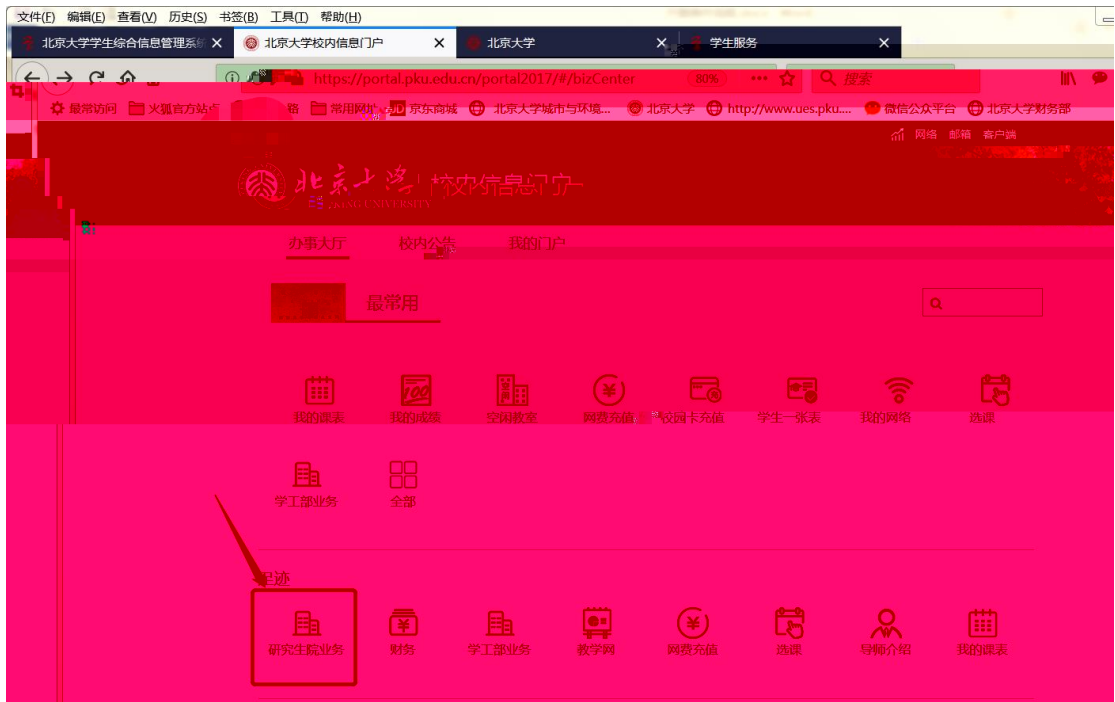 文件(F) 编辑(E) 查看(V) 历史(S) 书签(B) 工具(T) 帮助(H)
北京大学学生综合信息管理系统 北京大学校内信息门户 北京大学 学生服务
https://portal.pku.edu.cn/portal2017/#/bizCenter 80% 搜索
最常访问 火狐官方站点 常用网址 JD 京东商城 北京大学城市与环境... 北京大学 http://www.ues.pku.... 微信公众平台 北京大学财务部
网络 邮箱 客户端
北京大学 校内信息门户
PEKING UNIVERSITY
办事大厅 校内公告 我的门户
最常用
我的课表 我的成绩 空闲教室 网费充值 校园卡充值 学生一张表 我的网络 选课
学工部业务 全部
足迹
研究生院业务 财务 学工部业务 教学网 网费充值 选课 导师介绍 我的课表